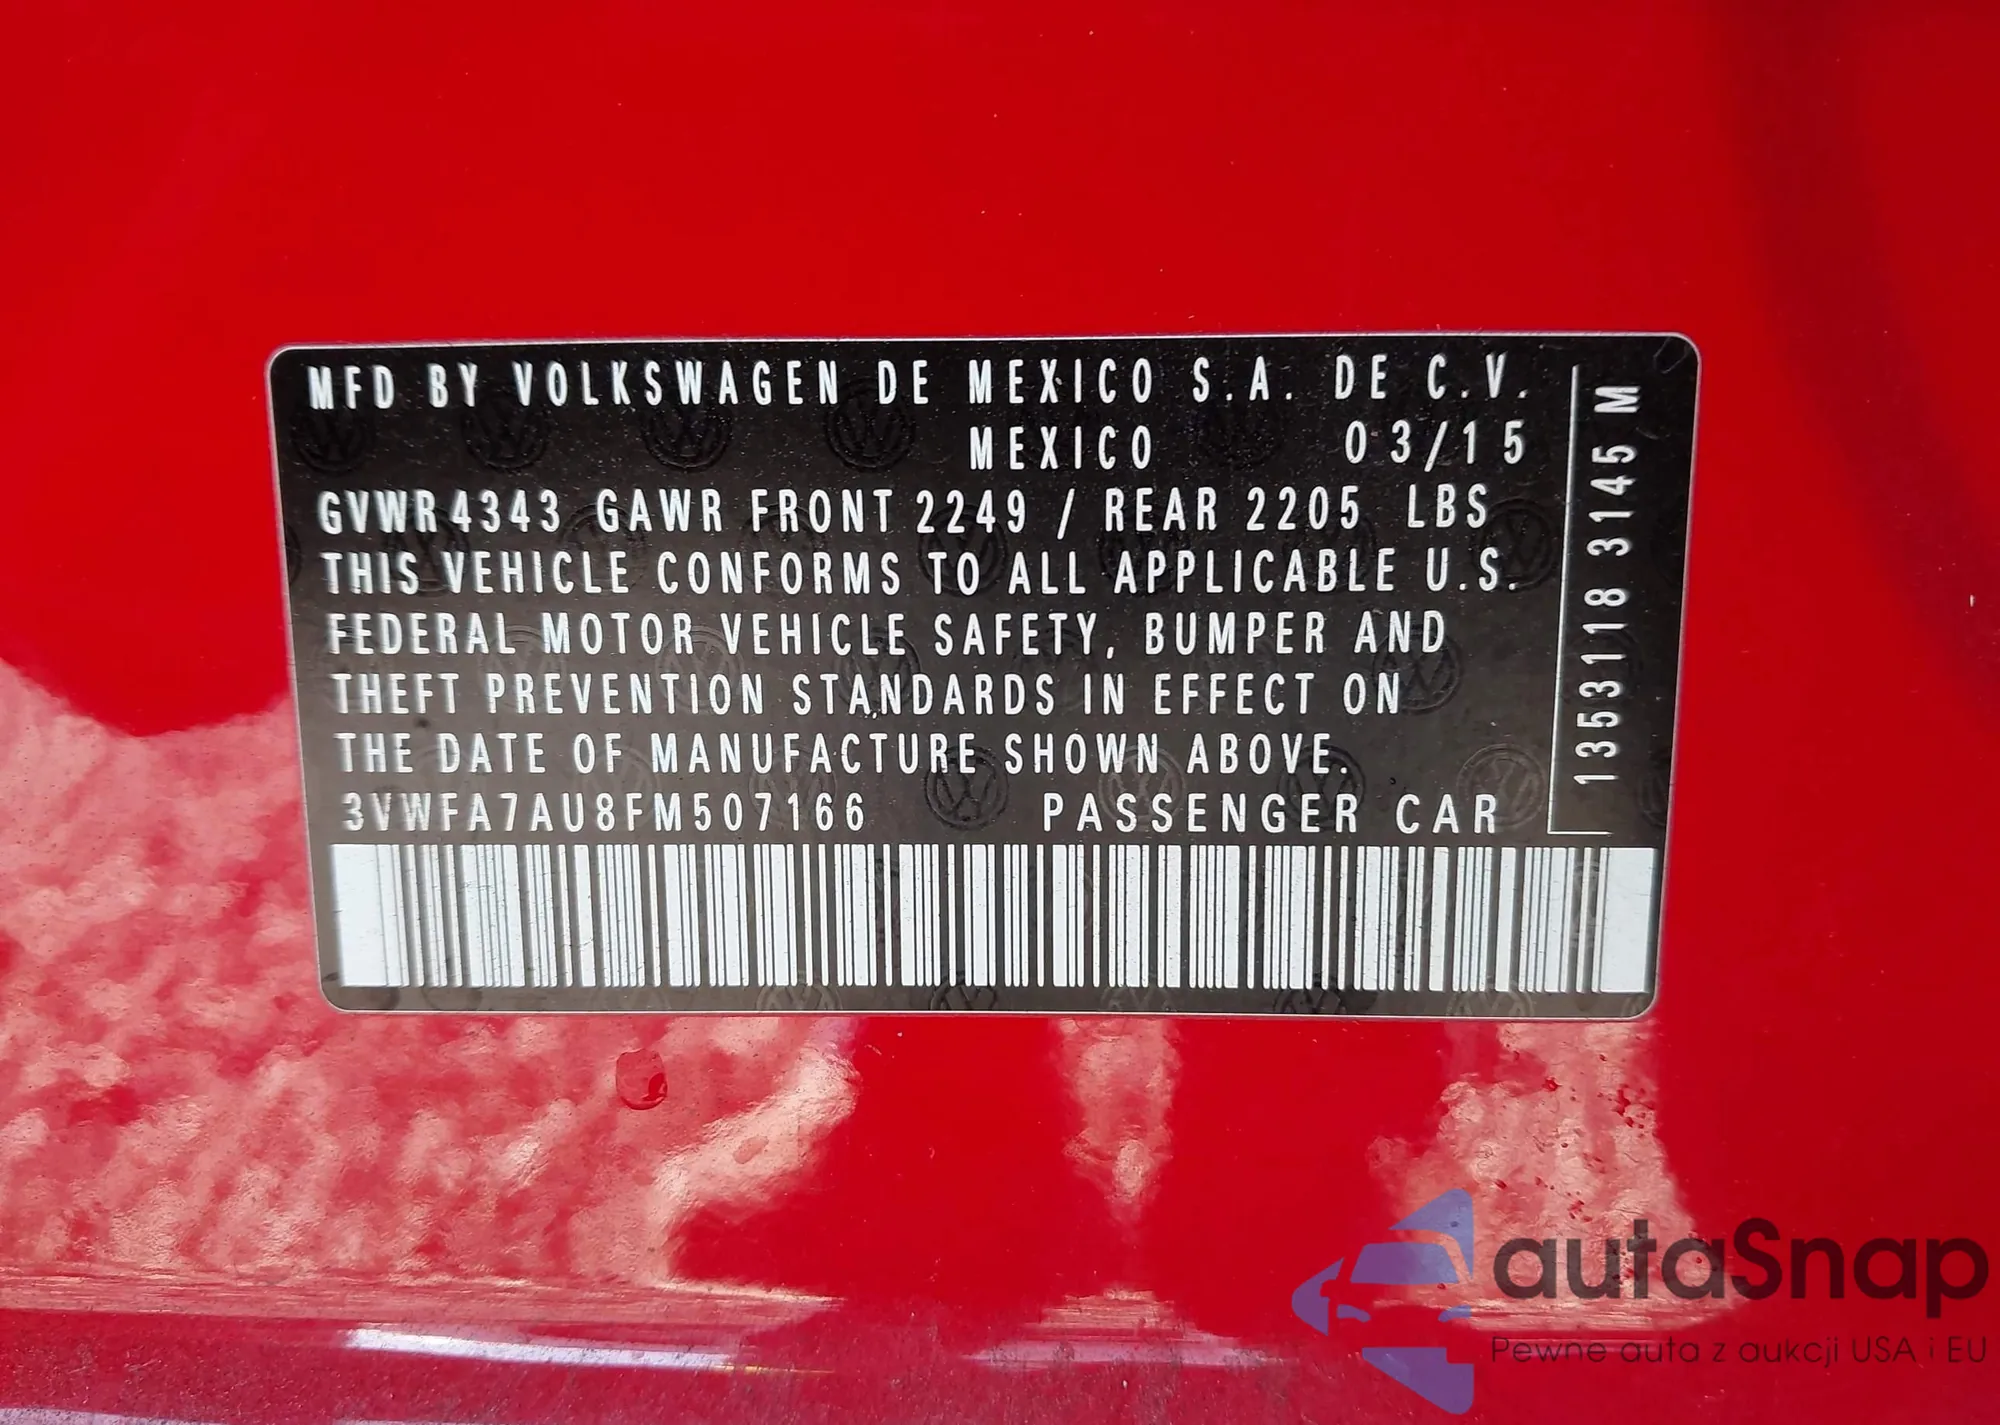 MFD BY VOLKSWAGEN DE MEXICO S.A. DE C.V.
MEXICO 03/15
GVWR 4343 GAWR FRONT 2249 / REAR 2205 LBS
THIS VEHICLE CONFORMS TO ALL APPLICABLE U.S.
FEDERAL MOTOR VEHICLE SAFETY, BUMPER AND
THEFT PREVENTION STANDARDS IN EFFECT ON
THE DATE OF MANUFACTURE SHOWN ABOVE.
3VWFA7AU8FM507166 PASSENGER CAR
1353118 3145 M
autaSnap
Pewne auta z aukcji USA i EU